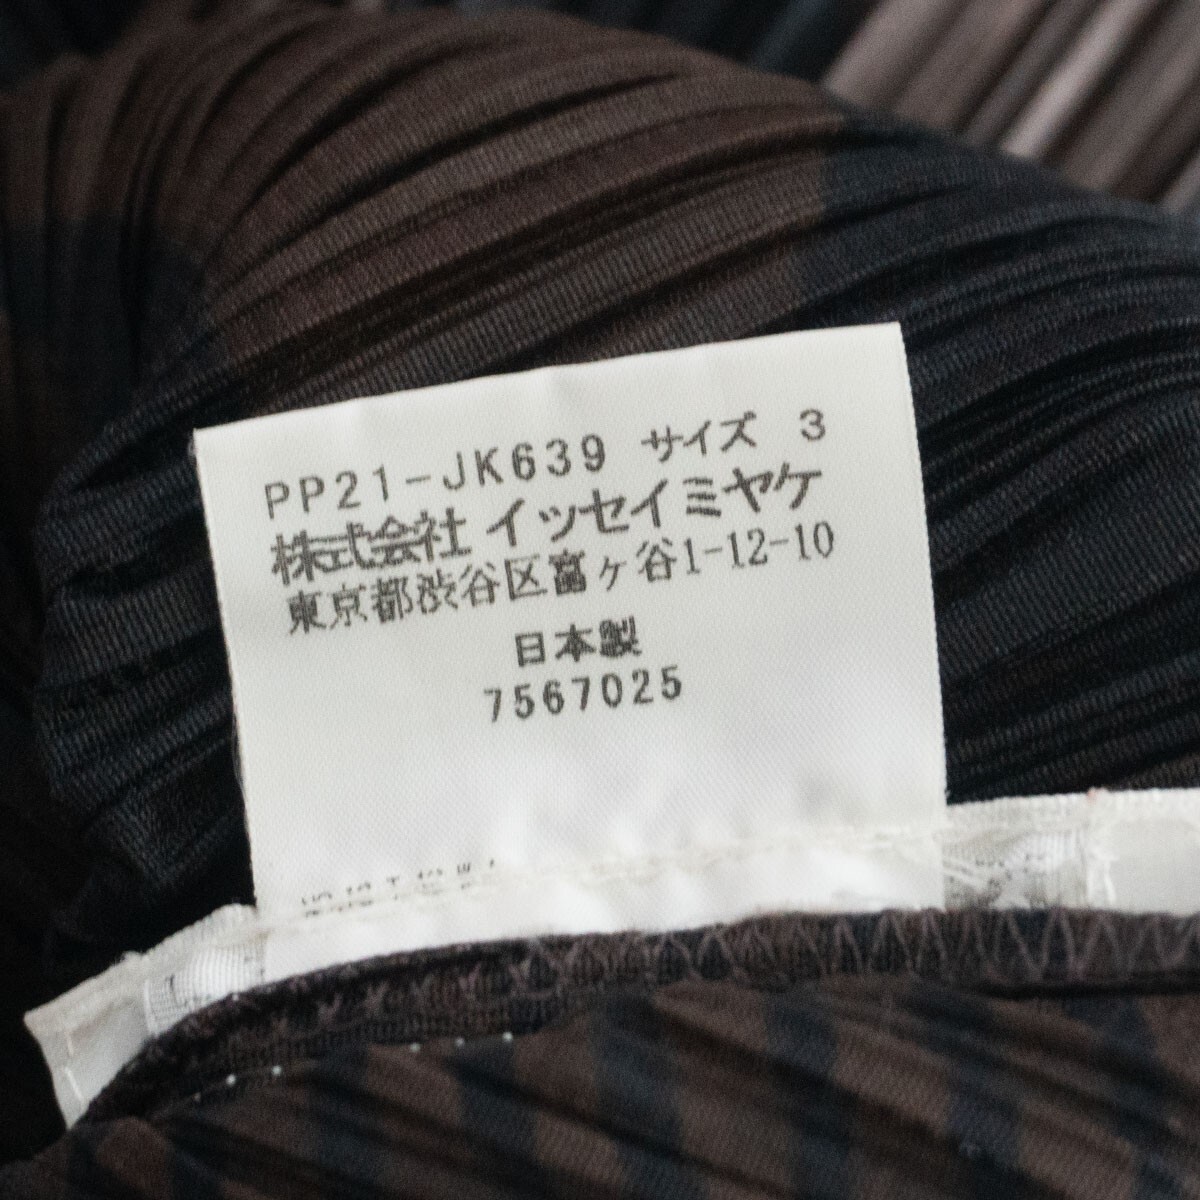 PP21-JK639 サイズ 3
株式会社 イッセイミヤケ
東京都渋谷区富ヶ谷1-12-10
日本製
7567025